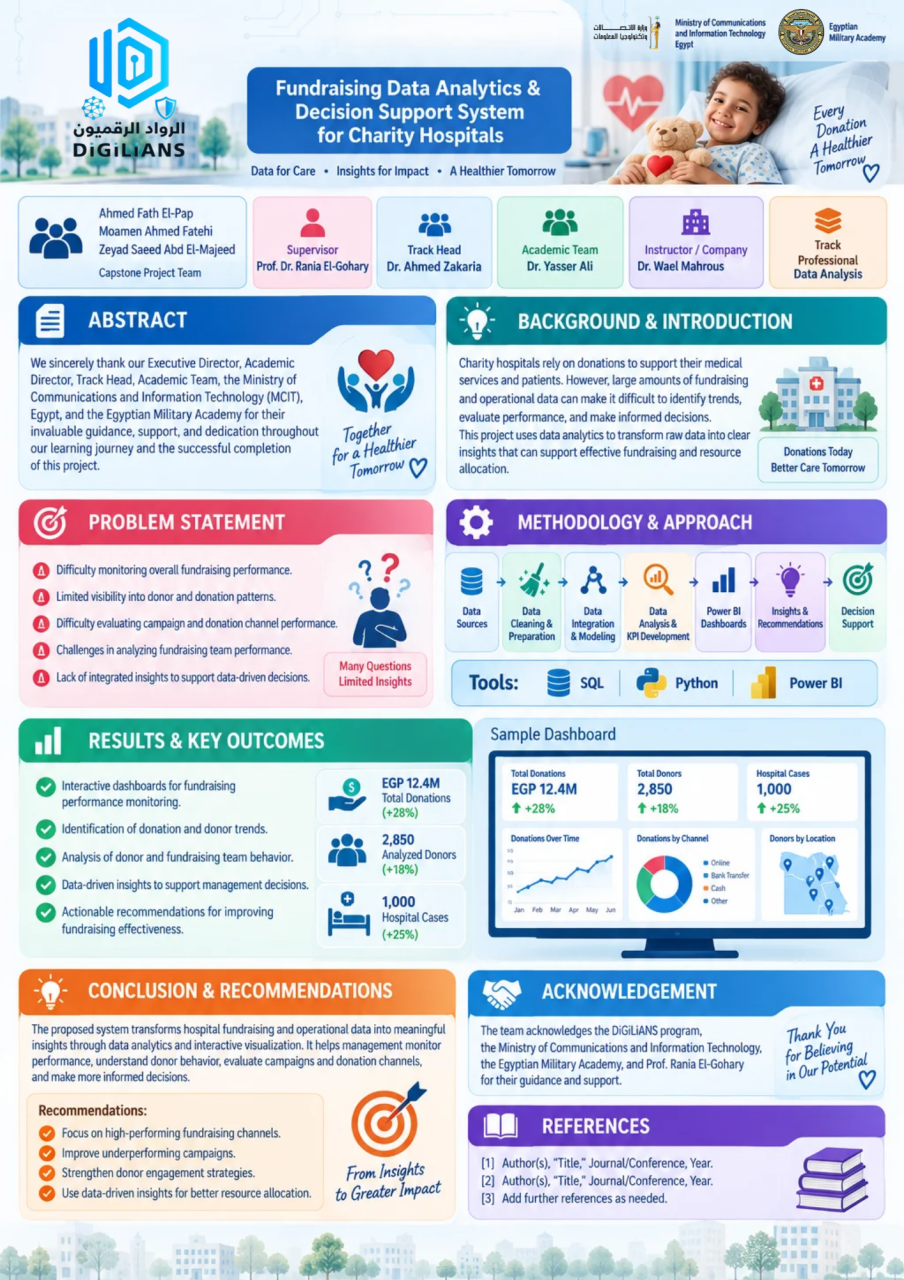 وزارة الاتصالات
وتكنولوجيا المعلومات
Ministry of Communications
and Information Technology
Egypt
Egyptian
Military Academy
الرواد الرقميون
DiGiLiANS
Fundraising Data Analytics &
Decision Support System
for Charity Hospitals
Data for Care • Insights for Impact • A Healthier Tomorrow
Every
Donation
A Healthier
Tomorrow
Ahmed Fath El-Pap
Moamen Ahmed Fatehi
Zeyad Saeed Abd El-Majeed
Capstone Project Team
Supervisor
Prof. Dr. Rania El-Gohary
Track Head
Dr. Ahmed Zakaria
Academic Team
Dr. Yasser Ali
Instructor / Company
Dr. Wael Mahrous
Track
Professional
Data Analysis
ABSTRACT
We sincerely thank our Executive Director, Academic
Director, Track Head, Academic Team, the Ministry of
Communications and Information Technology (MCIT),
Egypt, and the Egyptian Military Academy for their
invaluable guidance, support, and dedication throughout
our learning journey and the successful completion
of this project.
Together
for a Healthier
Tomorrow
BACKGROUND & INTRODUCTION
Charity hospitals rely on donations to support their medical
services and patients. However, large amounts of fundraising
and operational data can make it difficult to identify trends,
evaluate performance, and make informed decisions.
This project uses data analytics to transform raw data into clear
insights that can support effective fundraising and resource
allocation.
Donations Today
Better Care Tomorrow
PROBLEM STATEMENT
Difficulty monitoring overall fundraising performance.
Limited visibility into donor and donation patterns.
Difficulty evaluating campaign and donation channel performance.
Challenges in analyzing fundraising team performance.
Lack of integrated insights to support data-driven decisions.
Many Questions
Limited Insights
METHODOLOGY & APPROACH
Data
Sources
Data
Cleaning &
Preparation
Data
Integration
& Modeling
Data
Analysis &
KPI Development
Power BI
Dashboards
Insights &
Recommendations
Decision
Support
Tools:
SQL
Python
Power BI
RESULTS & KEY OUTCOMES
Interactive dashboards for fundraising
performance monitoring.
Identification of donation and donor trends.
Analysis of donor and fundraising team behavior.
Data-driven insights to support management decisions.
Actionable recommendations for improving
fundraising effectiveness.
EGP 12.4M
Total Donations
(+28%)
2,850
Analyzed Donors
(+18%)
1,000
Hospital Cases
(+25%)
Sample Dashboard
Total Donations
EGP 12.4M
+28%
Total Donors
2,850
+18%
Hospital Cases
1,000
+25%
Donations Over Time
Jan Feb Mar Apr May Jun
Donations by Channel
Online
Bank Transfer
Cash
Other
Donors by Location
CONCLUSION & RECOMMENDATIONS
The proposed system transforms hospital fundraising and operational data into meaningful
insights through data analytics and interactive visualization. It helps management monitor
performance, understand donor behavior, evaluate campaigns and donation channels,
and make more informed decisions.
Recommendations:
Focus on high-performing fundraising channels.
Improve underperforming campaigns.
Strengthen donor engagement strategies.
Use data-driven insights for better resource allocation.
From Insights
to Greater Impact
ACKNOWLEDGEMENT
The team acknowledges the DiGiLiANS program,
the Ministry of Communications and Information Technology,
the Egyptian Military Academy, and Prof. Rania El-Gohary
for their guidance and support.
Thank You
for Believing
in Our Potential
REFERENCES
[1] Author(s), "Title," Journal/Conference, Year.
[2] Author(s), "Title," Journal/Conference, Year.
[3] Add further references as needed.